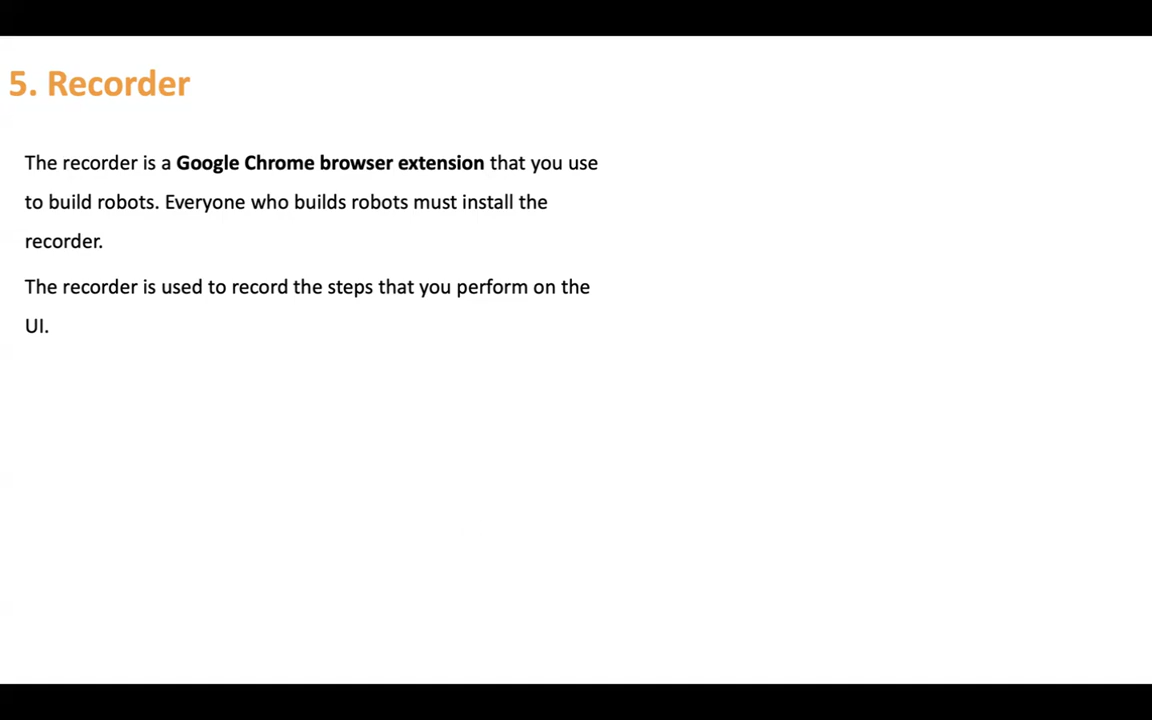 5. Recorder
The recorder is a Google Chrome browser extension that you use
to build robots. Everyone who builds robots must install the
recorder.
The recorder is used to record the steps that you perform on the
UI.